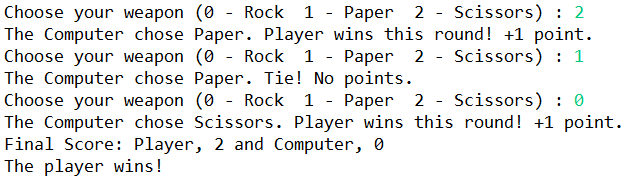 Choose your weapon (0 - Rock  1 - Paper  2 - Scissors) : 2
The Computer chose Paper. Player wins this round! +1 point.
Choose your weapon (0 - Rock  1 - Paper  2 - Scissors) : 1
The Computer chose Paper. Tie! No points.
Choose your weapon (0 - Rock  1 - Paper  2 - Scissors) : 0
The Computer chose Scissors. Player wins this round! +1 point.
Final Score: Player, 2 and Computer, 0
The player wins!